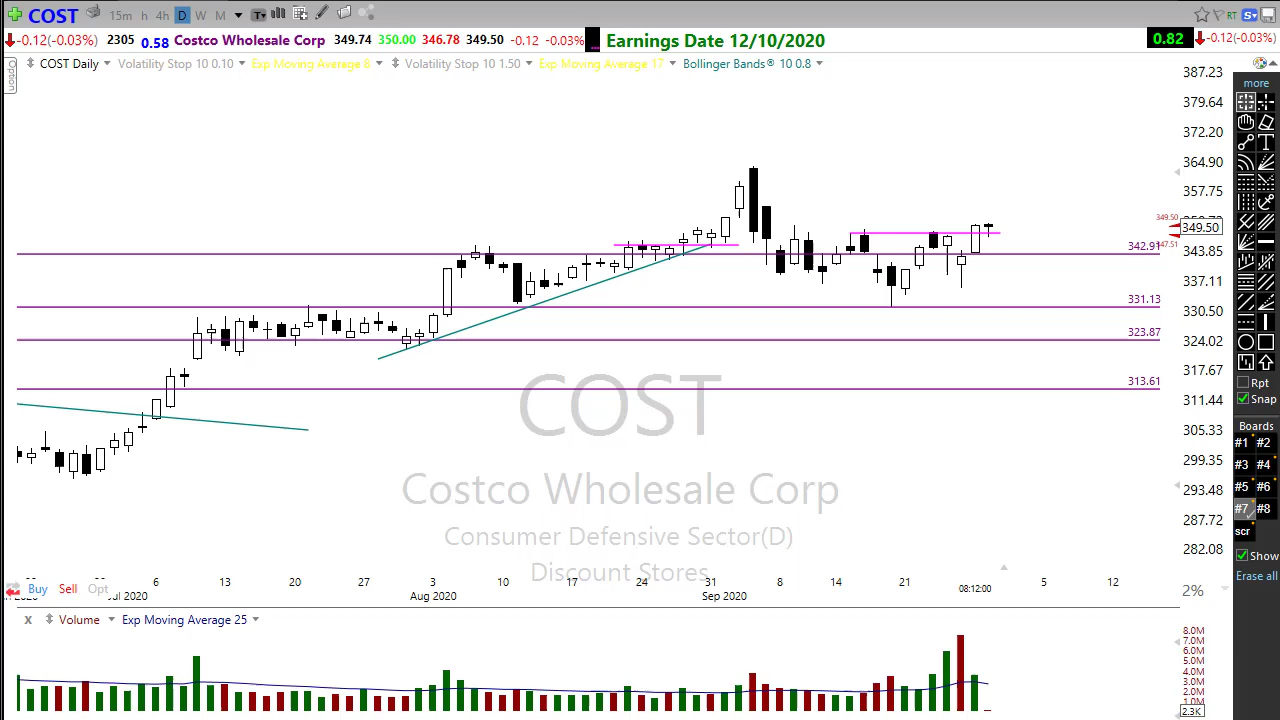 COST 15m h 4h D W M T RT S
-0.12(-0.03%) 2305 0.58 Costco Wholesale Corp 349.74 350.00 346.78 349.50 -0.12 -0.03% Earnings Date 12/10/2020 0.82 -0.12(-0.03%)
Option
COST Daily Volatility Stop 10 0.10 Exp Moving Average 8 Volatility Stop 10 1.50 Exp Moving Average 17 Bollinger Bands® 10 0.8
387.23
379.64
372.20
364.90
357.75
349.50
349.50
343.85
347.51
342.91
337.11
331.13
330.50
323.87
324.02
317.67
313.61
311.44
305.33
299.35
293.48
287.72
282.08
COST
Costco Wholesale Corp
Consumer Defensive Sector(D)
Discount Stores
6 13 20 27 3 10 17 24 31 8 14 21 08:12:00 5 12
Jul 2020 Aug 2020 Sep 2020
Buy Sell Opt
2%
X Volume Exp Moving Average 25
8.0M
7.0M
6.0M
5.0M
4.0M
3.0M
2.0M
1.0M
2.3K
more
T
Rpt
Snap
Boards
#1 #2
#3 #4
#5 #6
#7 #8
scr
Show
Erase all